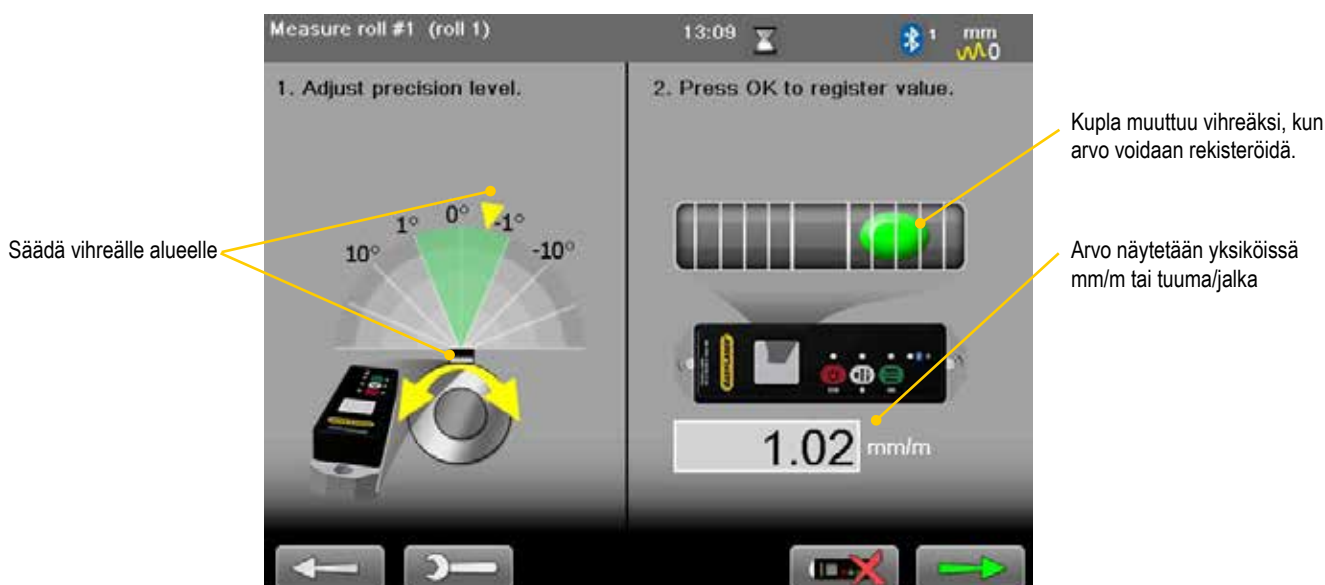 Measure roll #1 (roll 1)
13:09
1
mm
0
1. Adjust precision level.
2. Press OK to register value.
Kupla muuttuu vihreäksi, kun
arvo voidaan rekisteröidä.
10°
1°
0°
-1°
-10°
Säädä vihreälle alueelle
Arvo näytetään yksiköissä
mm/m tai tuuma/jalka
1.02 mm/m